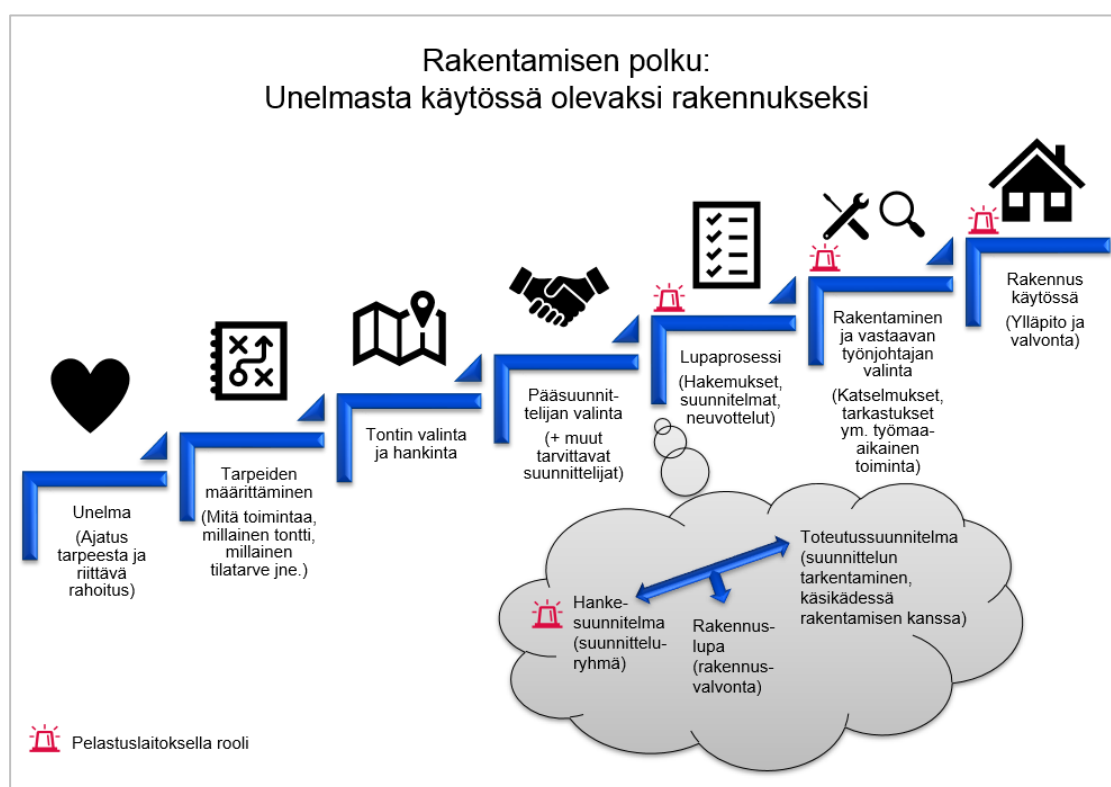 Rakentamisen polku:
Unelmasta käytössä olevaksi rakennukseksi
Unelma
(Ajatus
tarpeesta ja
riittävä
rahoitus)
Tarpeiden
määrittäminen
(Mitä toimintaa,
millainen tontti,
millainen
tilatarve jne.)
Tontin valinta
ja hankinta
Pääsuunnit-
telijan valinta
(+ muut
tarvittavat
suunnittelijat)
Lupaprosessi
(Hakemukset,
suunnitelmat,
neuvottelut)
Rakentaminen
ja vastaavan
työnjohtajan
valinta
(Katselmukset,
tarkastukset
ym. työmaa-
aikainen
toiminta)
Rakennus
käytössä
(Ylläpito ja
valvonta)
Hanke-
suunnitelma
(suunnittelu-
ryhmä)
Rakennus-
lupa
(rakennus-
valvonta)
Toteutussuunnitelma
(suunnittelun
tarkentaminen,
käsikädessä
rakentamisen kanssa)
Pelastuslaitoksella rooli